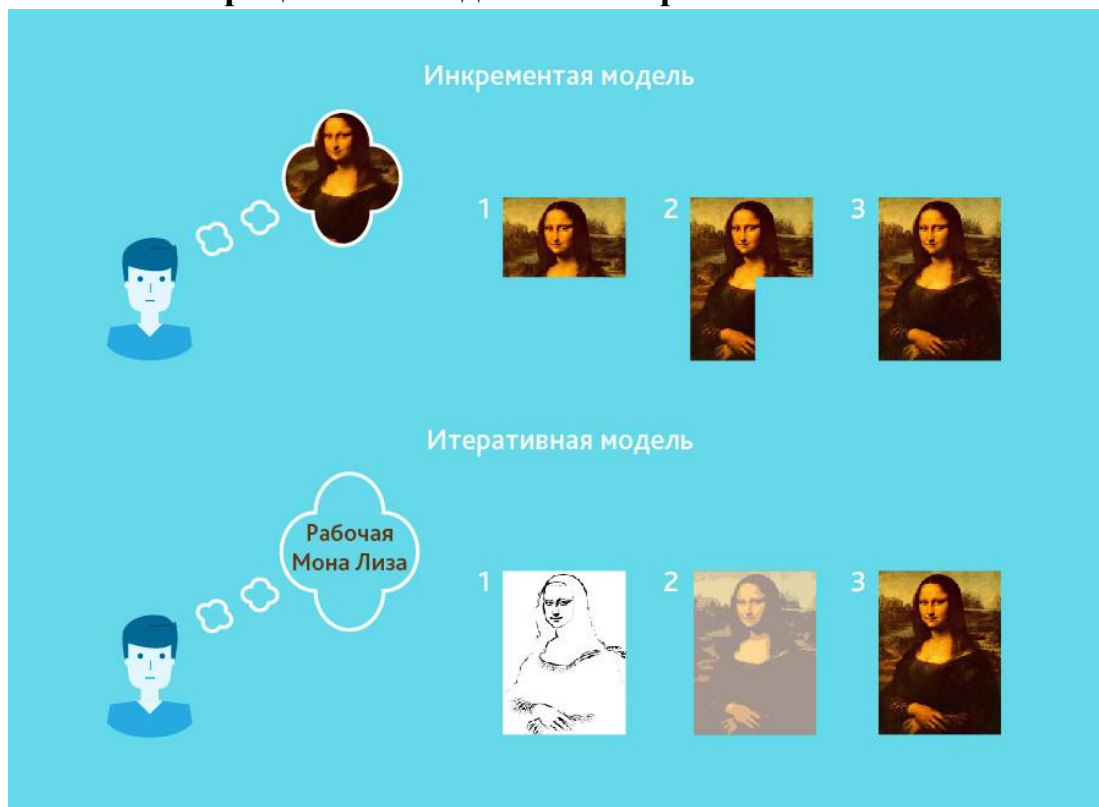 Инкрементая модель
1 2 3
Итеративная модель
Рабочая
Мона Лиза
1 2 3